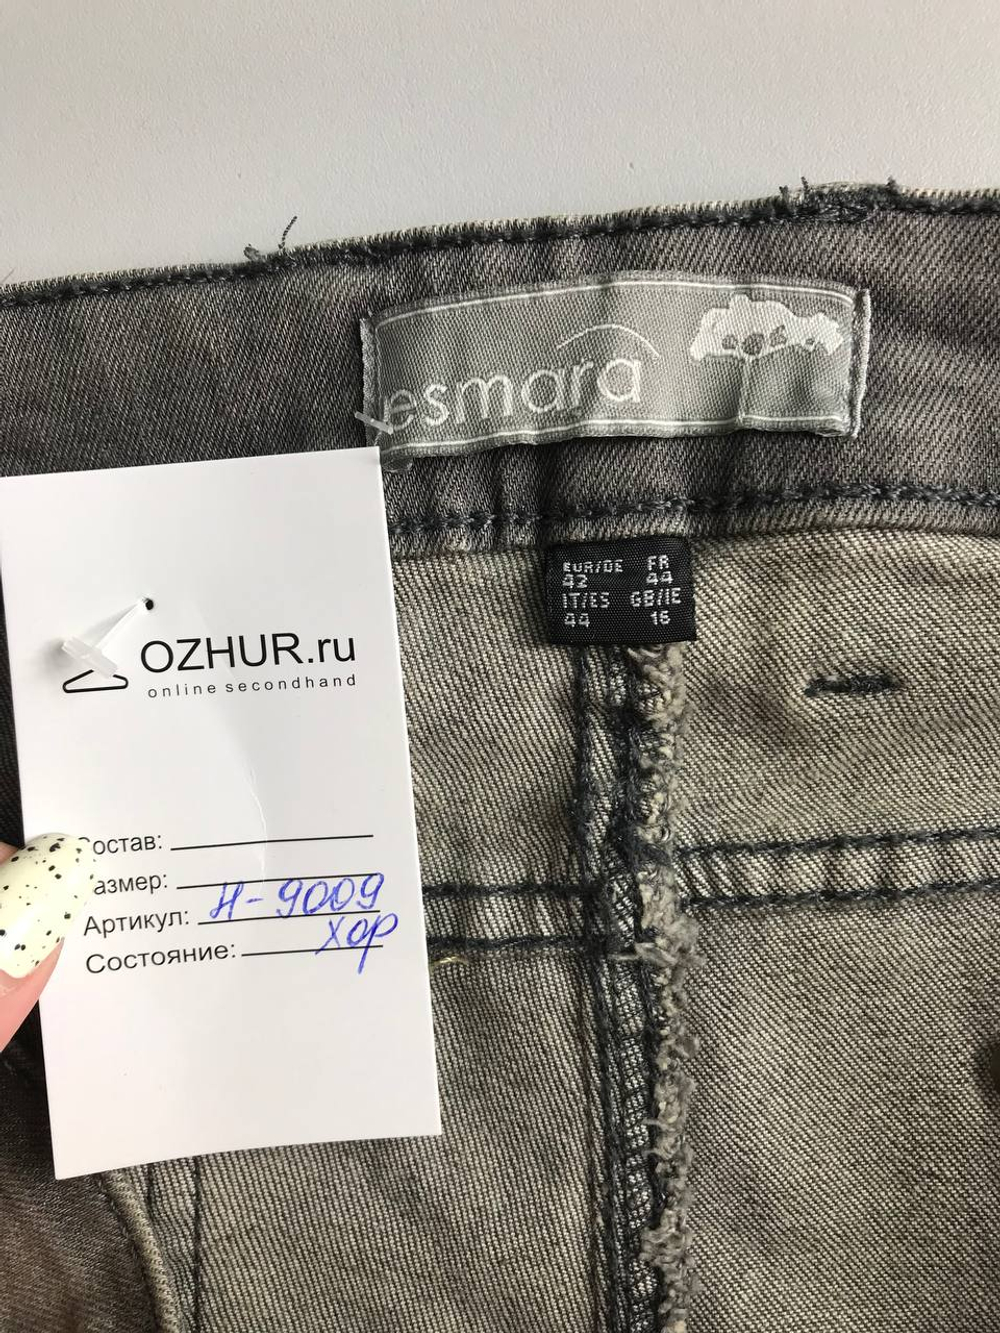 esmara
EUR/DE FR
42 44
IT/ES GB/IE
44 16
OZHUR.ru
online secondhand
остав:
азмер:
Артикул: Н-9009
Состояние: хор